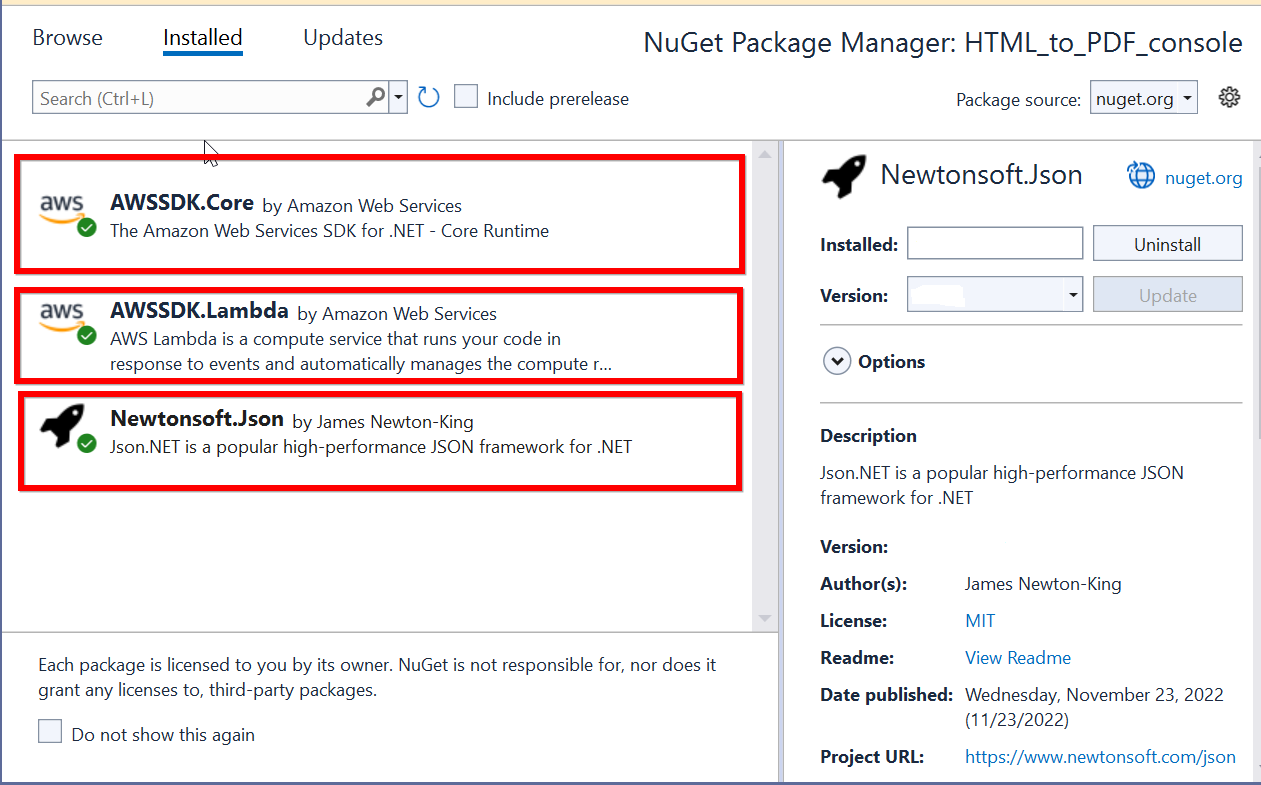 Browse Installed Updates
NuGet Package Manager: HTML_to_PDF_console
Search (Ctrl+L)
Include prerelease
Package source: nuget.org
aws
AWSSDK.Core by Amazon Web Services
The Amazon Web Services SDK for .NET - Core Runtime
aws
AWSSDK.Lambda by Amazon Web Services
AWS Lambda is a compute service that runs your code in
response to events and automatically manages the compute r...
Newtonsoft.Json by James Newton-King
Json.NET is a popular high-performance JSON framework for .NET
Each package is licensed to you by its owner. NuGet is not responsible for, nor does it
grant any licenses to, third-party packages.
Do not show this again
Newtonsoft.Json
nuget.org
Installed: Uninstall
Version: Update
Options
Description
Json.NET is a popular high-performance JSON
framework for .NET
Version:
Author(s): James Newton-King
License: MIT
Readme: View Readme
Date published: Wednesday, November 23, 2022
(11/23/2022)
Project URL: https://www.newtonsoft.com/json